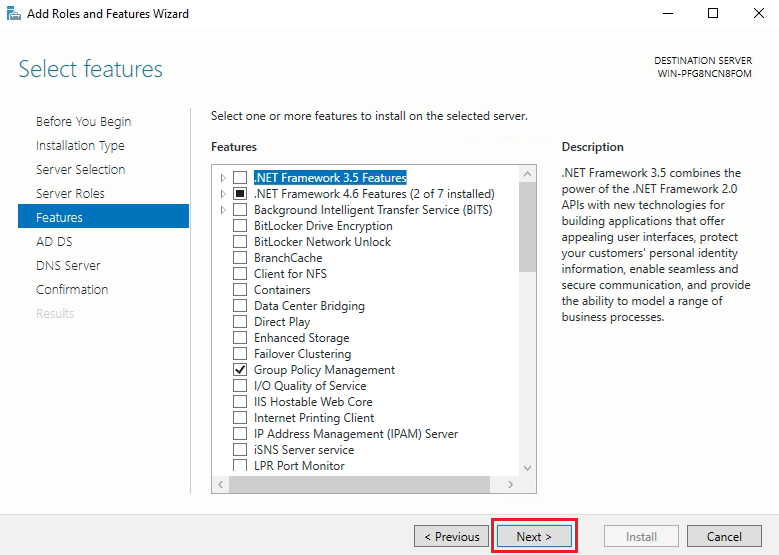 Add Roles and Features Wizard
Select features
DESTINATION SERVER
WIN-PFG8NCN8FOM
Before You Begin
Installation Type
Server Selection
Server Roles
Features
AD DS
DNS Server
Confirmation
Results
Select one or more features to install on the selected server.
Features
.NET Framework 3.5 Features
.NET Framework 4.6 Features (2 of 7 installed)
Background Intelligent Transfer Service (BITS)
BitLocker Drive Encryption
BitLocker Network Unlock
BranchCache
Client for NFS
Containers
Data Center Bridging
Direct Play
Enhanced Storage
Failover Clustering
Group Policy Management
I/O Quality of Service
IIS Hostable Web Core
Internet Printing Client
IP Address Management (IPAM) Server
iSNS Server service
LPR Port Monitor
Description
.NET Framework 3.5 combines the
power of the .NET Framework 2.0
APIs with new technologies for
building applications that offer
appealing user interfaces, protect
your customers' personal identity
information, enable seamless and
secure communication, and provide
the ability to model a range of
business processes.
< Previous
Next >
Install
Cancel